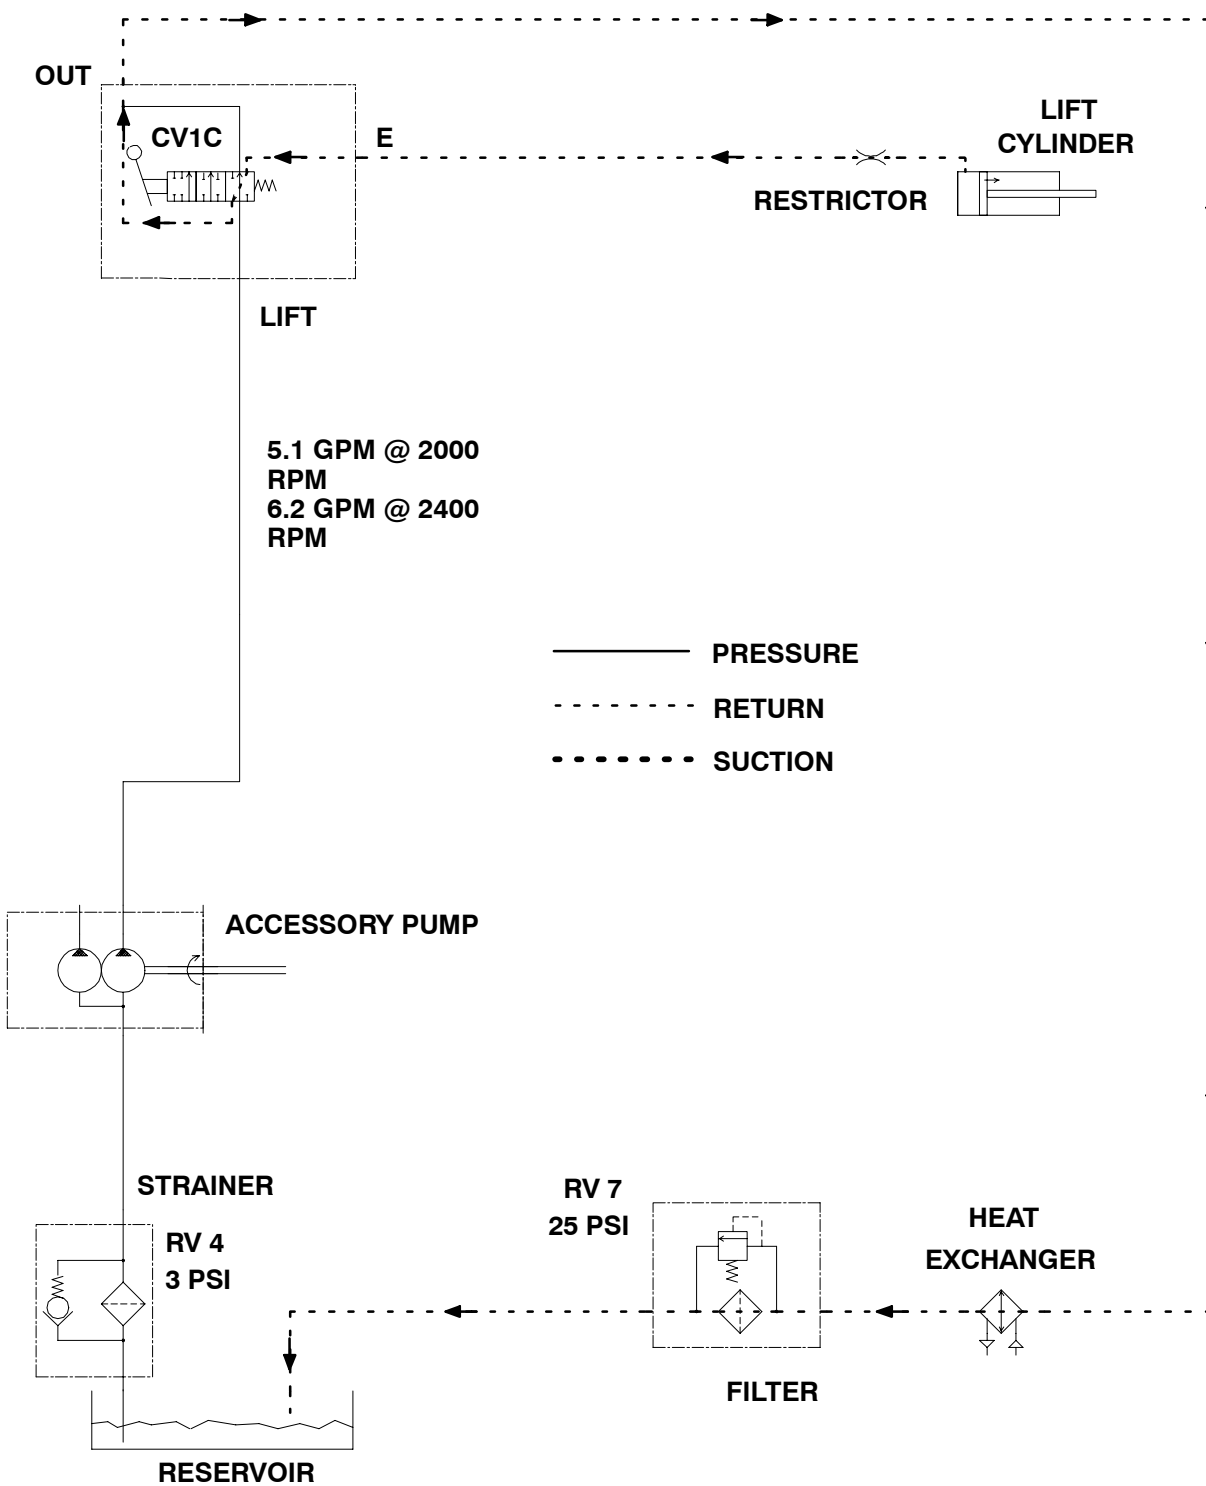 OUT
CV1C
E
LIFT
CYLINDER
RESTRICTOR
LIFT
5.1 GPM @ 2000
RPM
6.2 GPM @ 2400
RPM
PRESSURE
RETURN
SUCTION
ACCESSORY PUMP
STRAINER
RV 4
3 PSI
RV 7
25 PSI
HEAT
EXCHANGER
FILTER
RESERVOIR